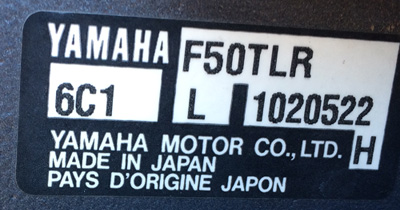 YAMAHA F50TLR
6C1 L 1020522
YAMAHA MOTOR CO., LTD. H
MADE IN JAPAN
PAYS D'ORIGINE JAPON